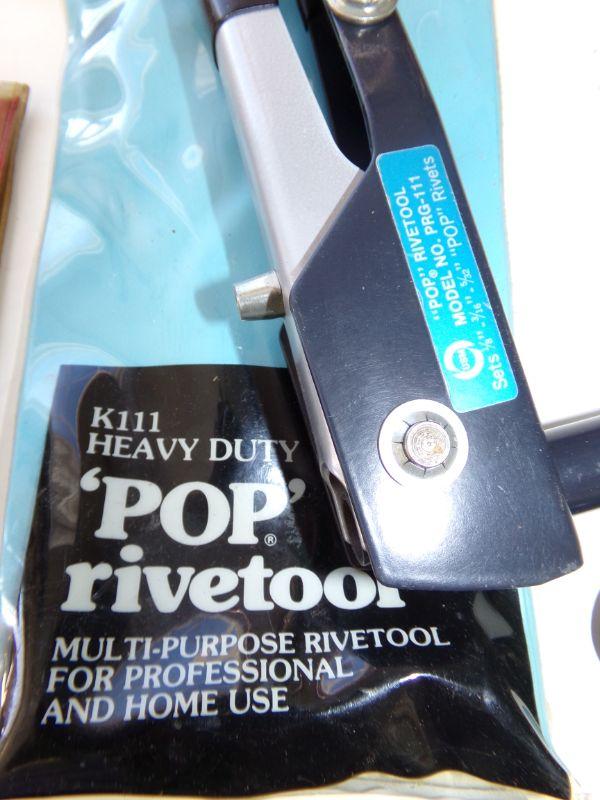 "POP"® RIVETOOL
MODEL NO. PRG-111
Sets ⅛" - 3/16" - 5/32" "POP" Rivets
USM
K111
HEAVY DUTY
'POP'®
rivetool
MULTI-PURPOSE RIVETOOL
FOR PROFESSIONAL
AND HOME USE